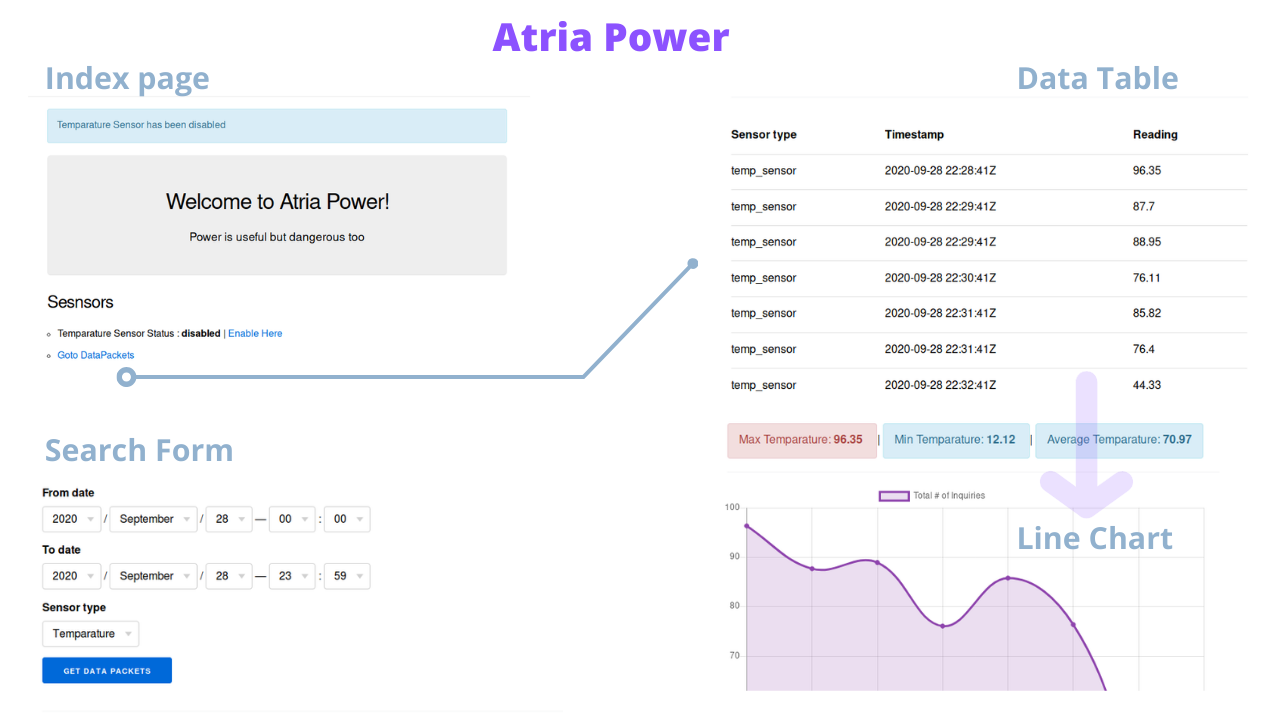 Atria Power
Index page
Temparature Sensor has been disabled
Welcome to Atria Power!
Power is useful but dangerous too
Sesnsors
Temparature Sensor Status : disabled | Enable Here
Goto DataPackets
Search Form
From date
2020 / September / 28 — 00 : 00
To date
2020 / September / 28 — 23 : 59
Sensor type
Temparature
GET DATA PACKETS
Data Table
Sensor type Timestamp Reading
temp_sensor 2020-09-28 22:28:41Z 96.35
temp_sensor 2020-09-28 22:29:41Z 87.7
temp_sensor 2020-09-28 22:29:41Z 88.95
temp_sensor 2020-09-28 22:30:41Z 76.11
temp_sensor 2020-09-28 22:31:41Z 85.82
temp_sensor 2020-09-28 22:31:41Z 76.4
temp_sensor 2020-09-28 22:32:41Z 44.33
Max Temparature: 96.35 | Min Temparature: 12.12 | Average Temparature: 70.97
Total # of Inquiries
Line Chart
100
90
80
70